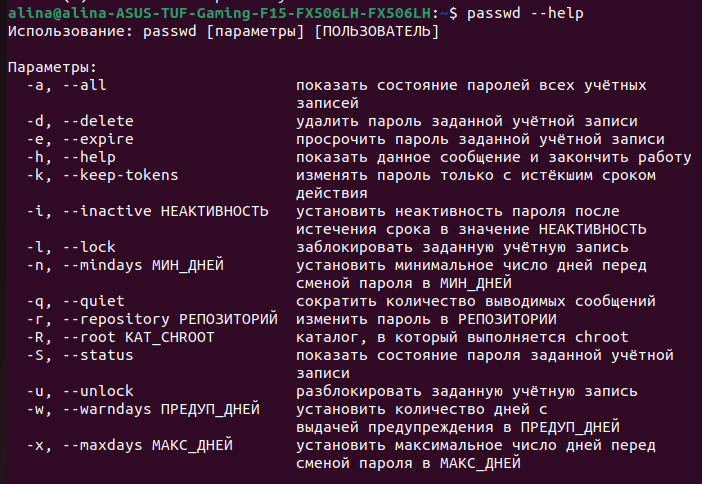 alina@alina-ASUS-TUF-Gaming-F15-FX506LH-FX506LH:~$ passwd --help
Использование: passwd [параметры] [ПОЛЬЗОВАТЕЛЬ]

Параметры:
  -a, --all                     показать состояние паролей всех учётных
                                записей
  -d, --delete                  удалить пароль заданной учётной записи
  -e, --expire                  просрочить пароль заданной учётной записи
  -h, --help                    показать данное сообщение и закончить работу
  -k, --keep-tokens             изменять пароль только с истёкшим сроком
                                действия
  -i, --inactive НЕАКТИВНОСТЬ   установить неактивность пароля после
                                истечения срока в значение НЕАКТИВНОСТЬ
  -l, --lock                    заблокировать заданную учётную запись
  -n, --mindays МИН_ДНЕЙ        установить минимальное число дней перед
                                сменой пароля в МИН_ДНЕЙ
  -q, --quiet                   сократить количество выводимых сообщений
  -r, --repository РЕПОЗИТОРИЙ  изменить пароль в РЕПОЗИТОРИИ
  -R, --root КАТ_CHROOT         каталог, в который выполняется chroot
  -S, --status                  показать состояние пароля заданной учётной
                                записи
  -u, --unlock                  разблокировать заданную учётную запись
  -w, --warndays ПРЕДУП_ДНЕЙ    установить количество дней с
                                выдачей предупреждения в ПРЕДУП_ДНЕЙ
  -x, --maxdays МАКС_ДНЕЙ       установить максимальное число дней перед
                                сменой пароля в МАКС_ДНЕЙ